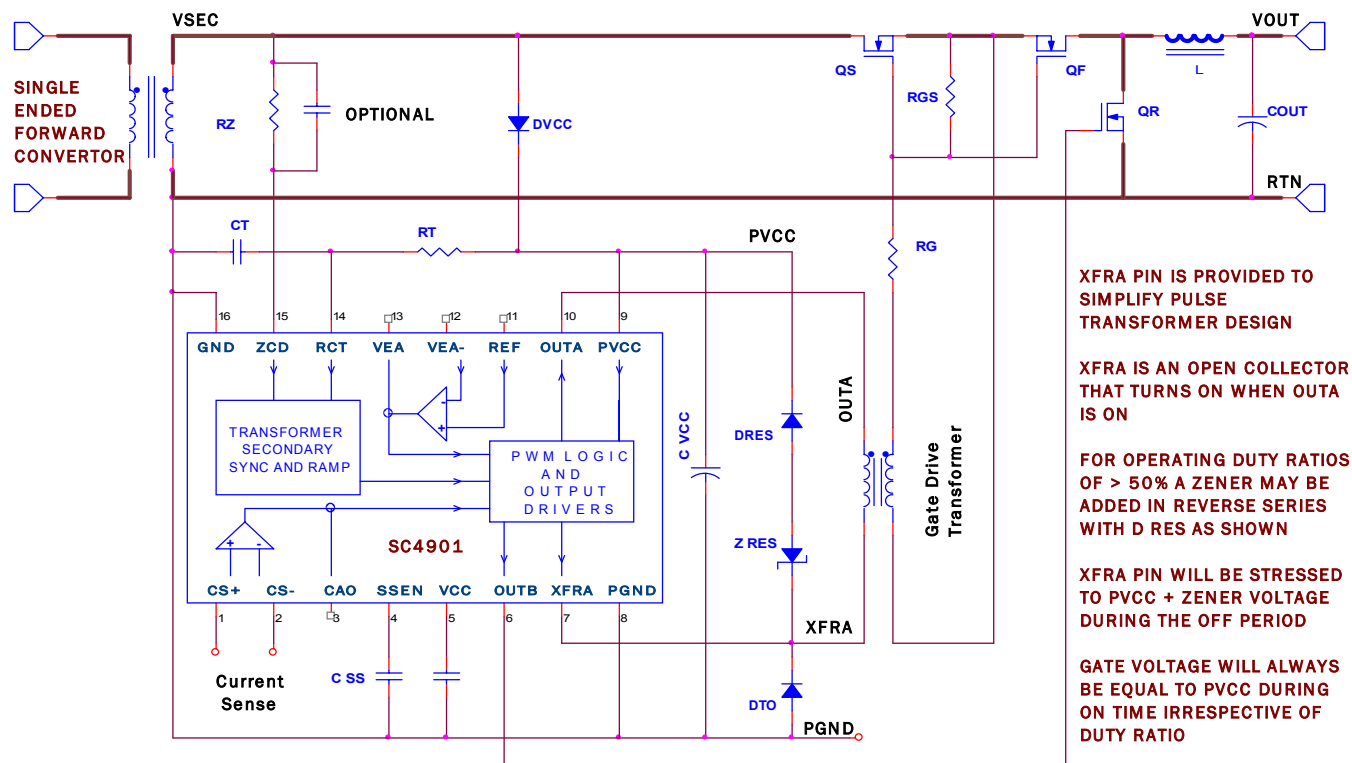 VSEC
VOUT
QS
QF
L
SINGLE
ENDED
FORWARD
CONVERTOR
RZ
OPTIONAL
DVCC
RGS
QR
COUT
RTN
CT
RT
PVCC
RG
XFRA PIN IS PROVIDED TO
SIMPLIFY PULSE
TRANSFORMER DESIGN
XFRA IS AN OPEN COLLECTOR
THAT TURNS ON WHEN OUTA
IS ON
FOR OPERATING DUTY RATIOS
OF > 50% A ZENER MAY BE
ADDED IN REVERSE SERIES
WITH D RES AS SHOWN
XFRA PIN WILL BE STRESSED
TO PVCC + ZENER VOLTAGE
DURING THE OFF PERIOD
GATE VOLTAGE WILL ALWAYS
BE EQUAL TO PVCC DURING
ON TIME IRRESPECTIVE OF
DUTY RATIO
16 15 14 13 12 11 10 9
GND ZCD RCT VEA VEA- REF OUTA PVCC
- +
TRANSFORMER
SECONDARY
SYNC AND RAMP
PWM LOGIC
AND
OUTPUT
DRIVERS
+ -
SC4901
CS+ CS- CAO SSEN VCC OUTB XFRA PGND
1 2 3 4 5 6 7 8
C VCC
DRES
OUTA
Gate Drive
Transformer
Z RES
XFRA
Current
Sense
C SS
DTO
PGND